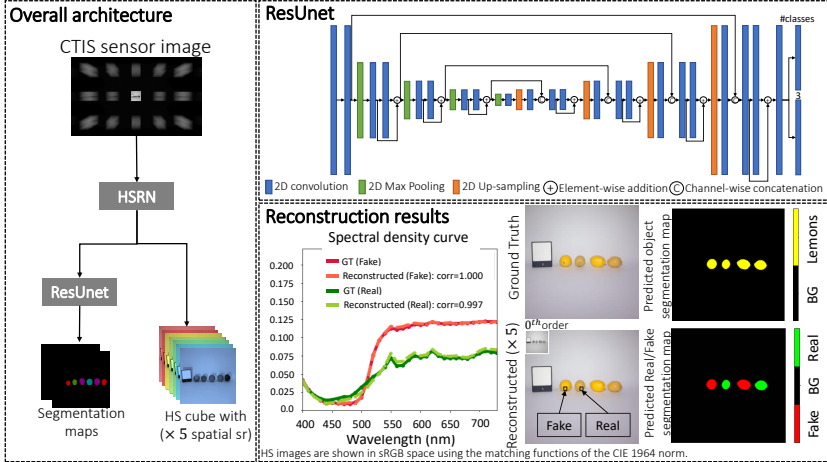 Overall architecture
CTIS sensor image
HSRN
ResUnet
Segmentation
maps
HS cube with
(× 5 spatial sr)
ResUnet
#classes
3
2D convolution
2D Max Pooling
2D Up-sampling
+ Element-wise addition
C Channel-wise concatenation
Reconstruction results
Spectral density curve
GT (Fake)
Reconstructed (Fake): corr=1.000
GT (Real)
Reconstructed (Real): corr=0.997
0.200
0.175
0.150
0.125
0.100
0.075
0.050
0.025
0.0
400 450 500 550 600 650 700
Wavelength (nm)
Ground Truth
Reconstructed (× 5)
0th order
Fake
Real
Predicted object
segmentation map
Lemons
BG
Predicted Real/Fake
segmentation map
Real
BG
Fake
HS images are shown in sRGB space using the matching functions of the CIE 1964 norm.